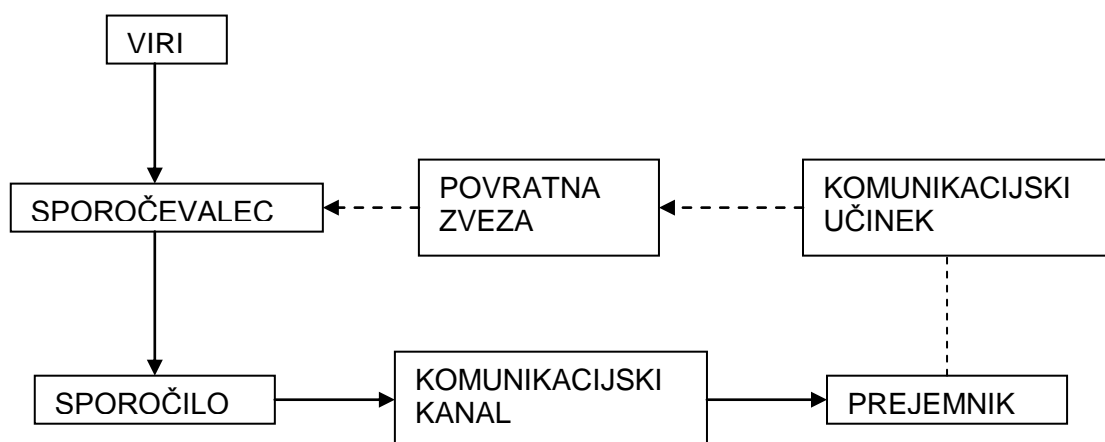 VIRI
SPOROČEVALEC
POVRATNA
ZVEZA
KOMUNIKACIJSKI
UČINEK
SPOROČILO
KOMUNIKACIJSKI
KANAL
PREJEMNIK